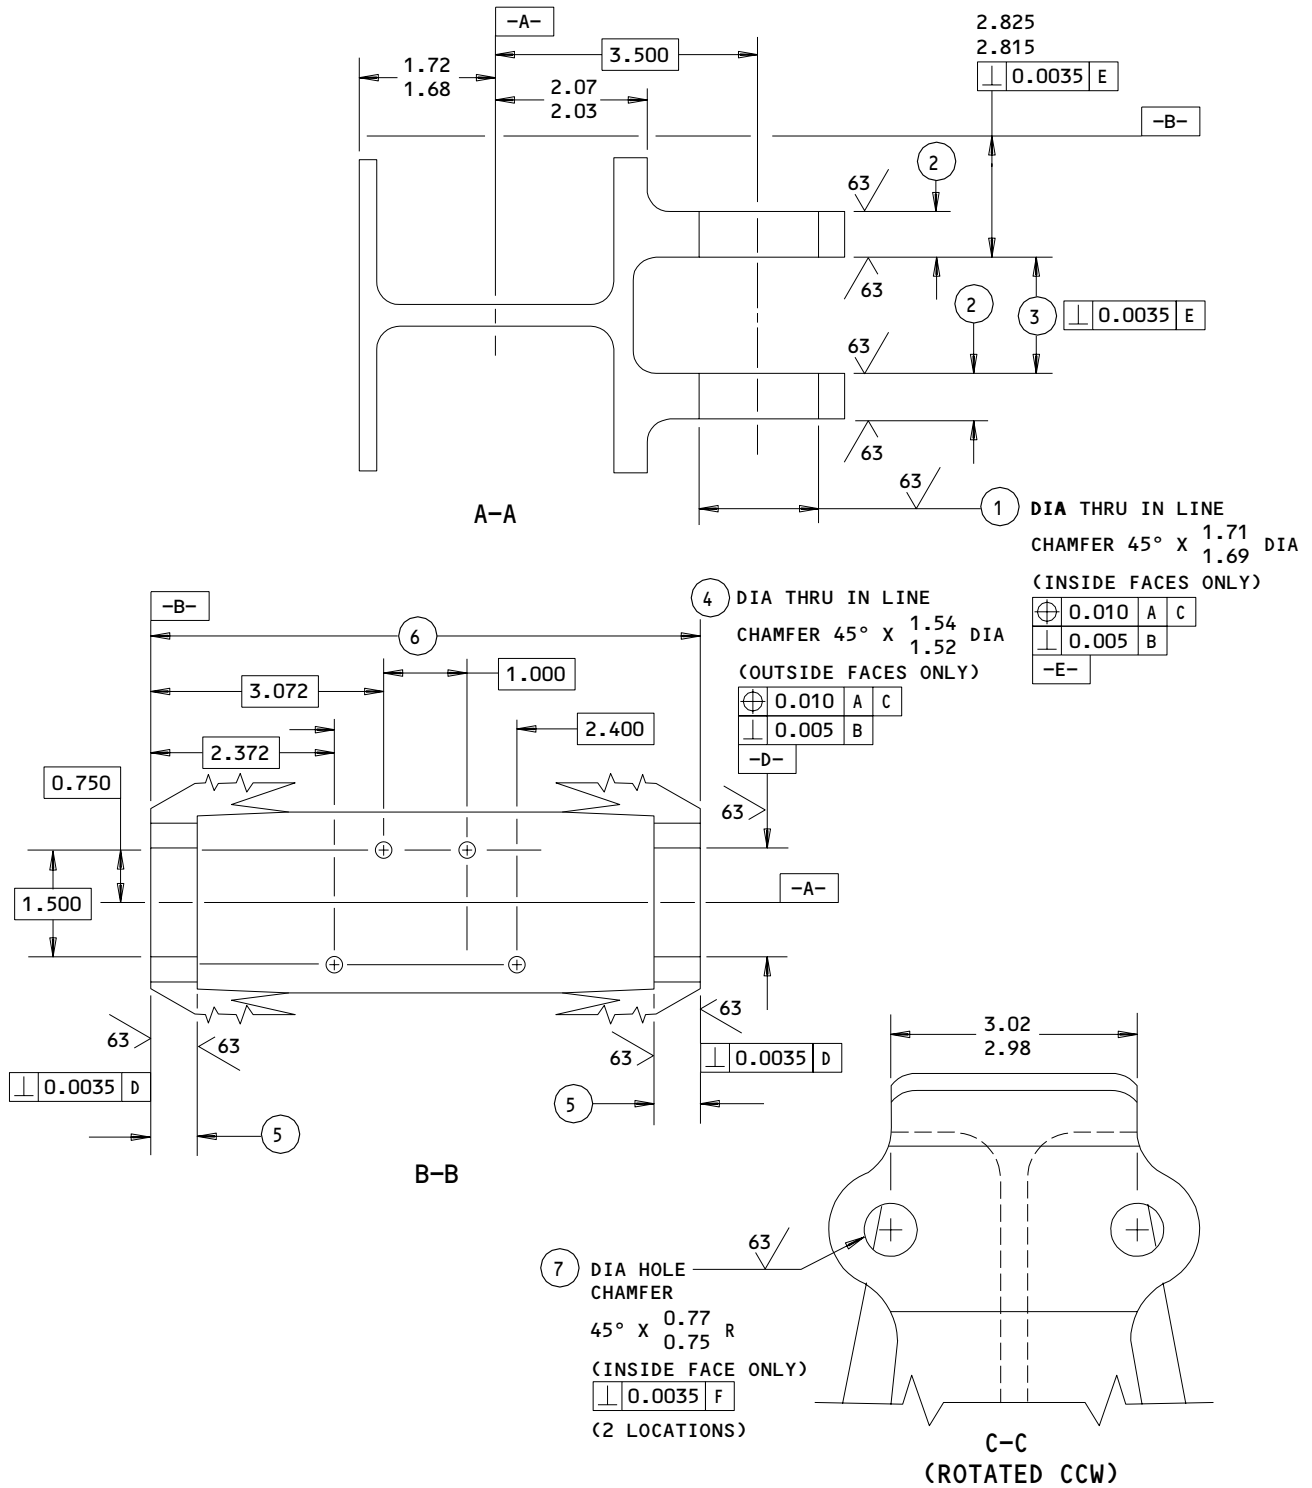 -A-
2.825
2.815
⊥ 0.0035 E
3.500
1.72
1.68
2.07
2.03
-B-
2
63
63
2
3
⊥ 0.0035 E
63
63
A-A
63
1 DIA THRU IN LINE
CHAMFER 45° X 1.71
1.69 DIA
(INSIDE FACES ONLY)
⌖ 0.010 A C
⊥ 0.005 B
-E-
-B-
4 DIA THRU IN LINE
CHAMFER 45° X 1.54
1.52 DIA
(OUTSIDE FACES ONLY)
⌖ 0.010 A C
⊥ 0.005 B
-D-
6
1.000
3.072
2.400
2.372
0.750
63
1.500
-A-
63
63
63
63
⊥ 0.0035 D
⊥ 0.0035 D
5
5
B-B
3.02
2.98
63
7 DIA HOLE
CHAMFER
45° X 0.77
0.75 R
(INSIDE FACE ONLY)
⊥ 0.0035 F
(2 LOCATIONS)
C-C
(ROTATED CCW)